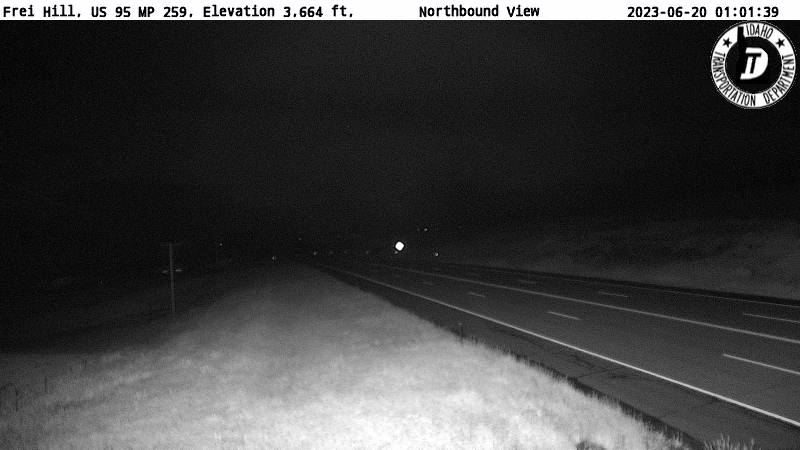 Frei Hill, US 95 MP 259, Elevation 3,664 ft, Northbound View 2023-06-20 01:01:39
IDAHO
TRANSPORTATION DEPARTMENT